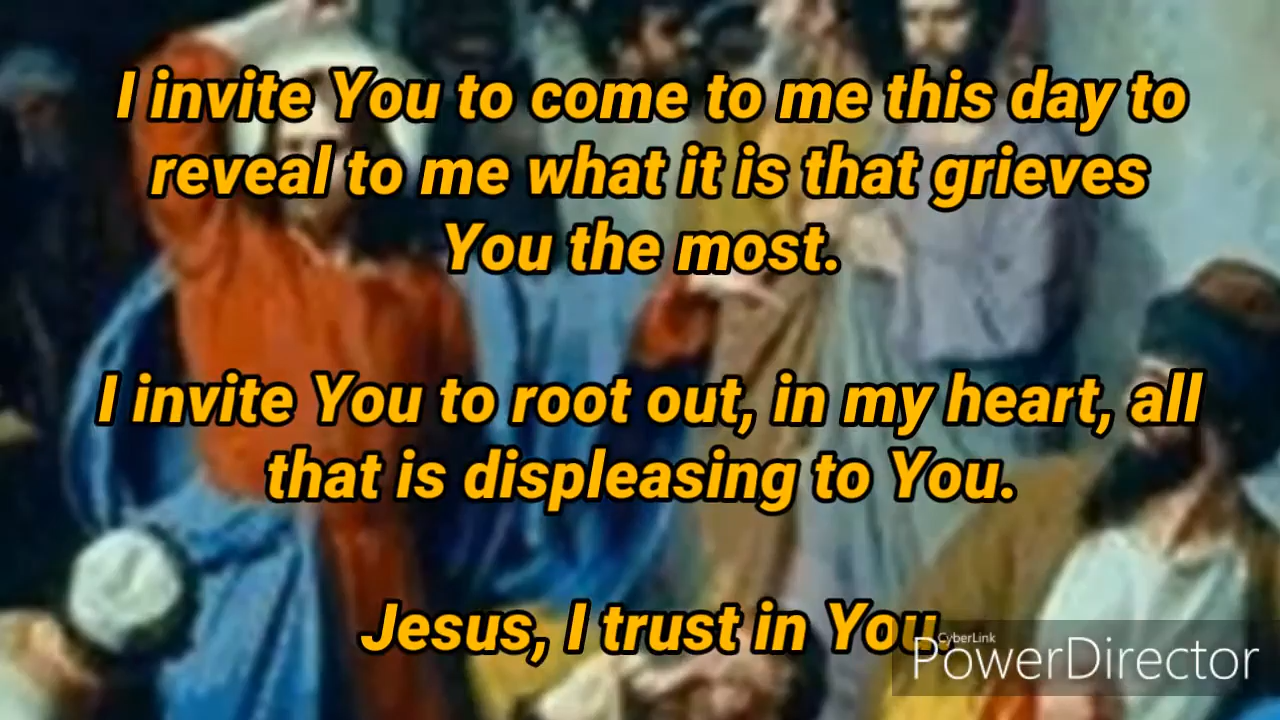 I invite You to come to me this day to
reveal to me what it is that grieves
You the most.
I invite You to root out, in my heart, all
that is displeasing to You.
Jesus, I trust in You.
CyberLink
PowerDirector